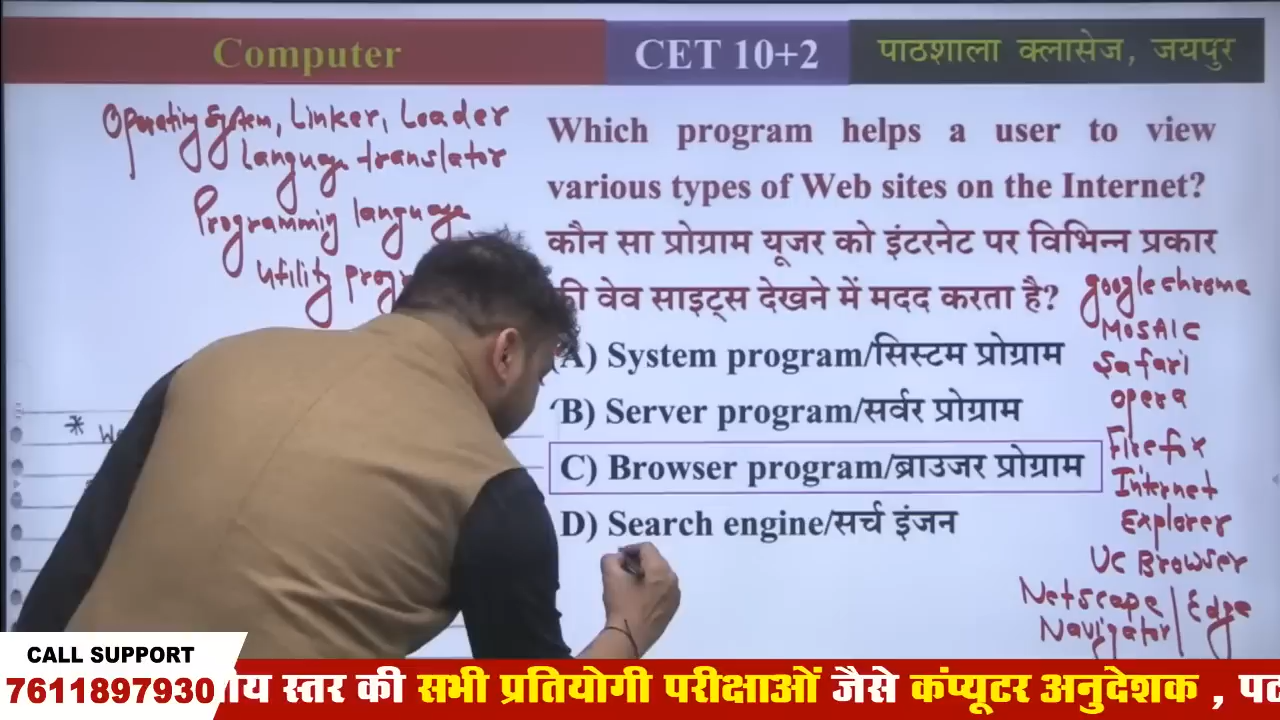 Computer
CET 10+2
पाठशाला क्लासेज, जयपुर
Operating System, Linker, Loader
Language translator
Programmig language
Utility
Which program helps a user to view
various types of Web sites on the Internet?
कौन सा प्रोग्राम यूजर को इंटरनेट पर विभिन्न प्रकार
की वेव साइट्स देखने में मदद करता है?
A) System program/सिस्टम प्रोग्राम
B) Server program/सर्वर प्रोग्राम
C) Browser program/ब्राउजर प्रोग्राम
D) Search engine/सर्च इंजन
google chrome
MOSAIC
Safari
Opera
Firefox
Internet
Explorer
UC Browser
Netscape / Edge
Navigator
*
CALL SUPPORT
7611897930
स्तर की सभी प्रतियोगी परीक्षाओं जैसे कंप्यूटर अनुदेशक ,